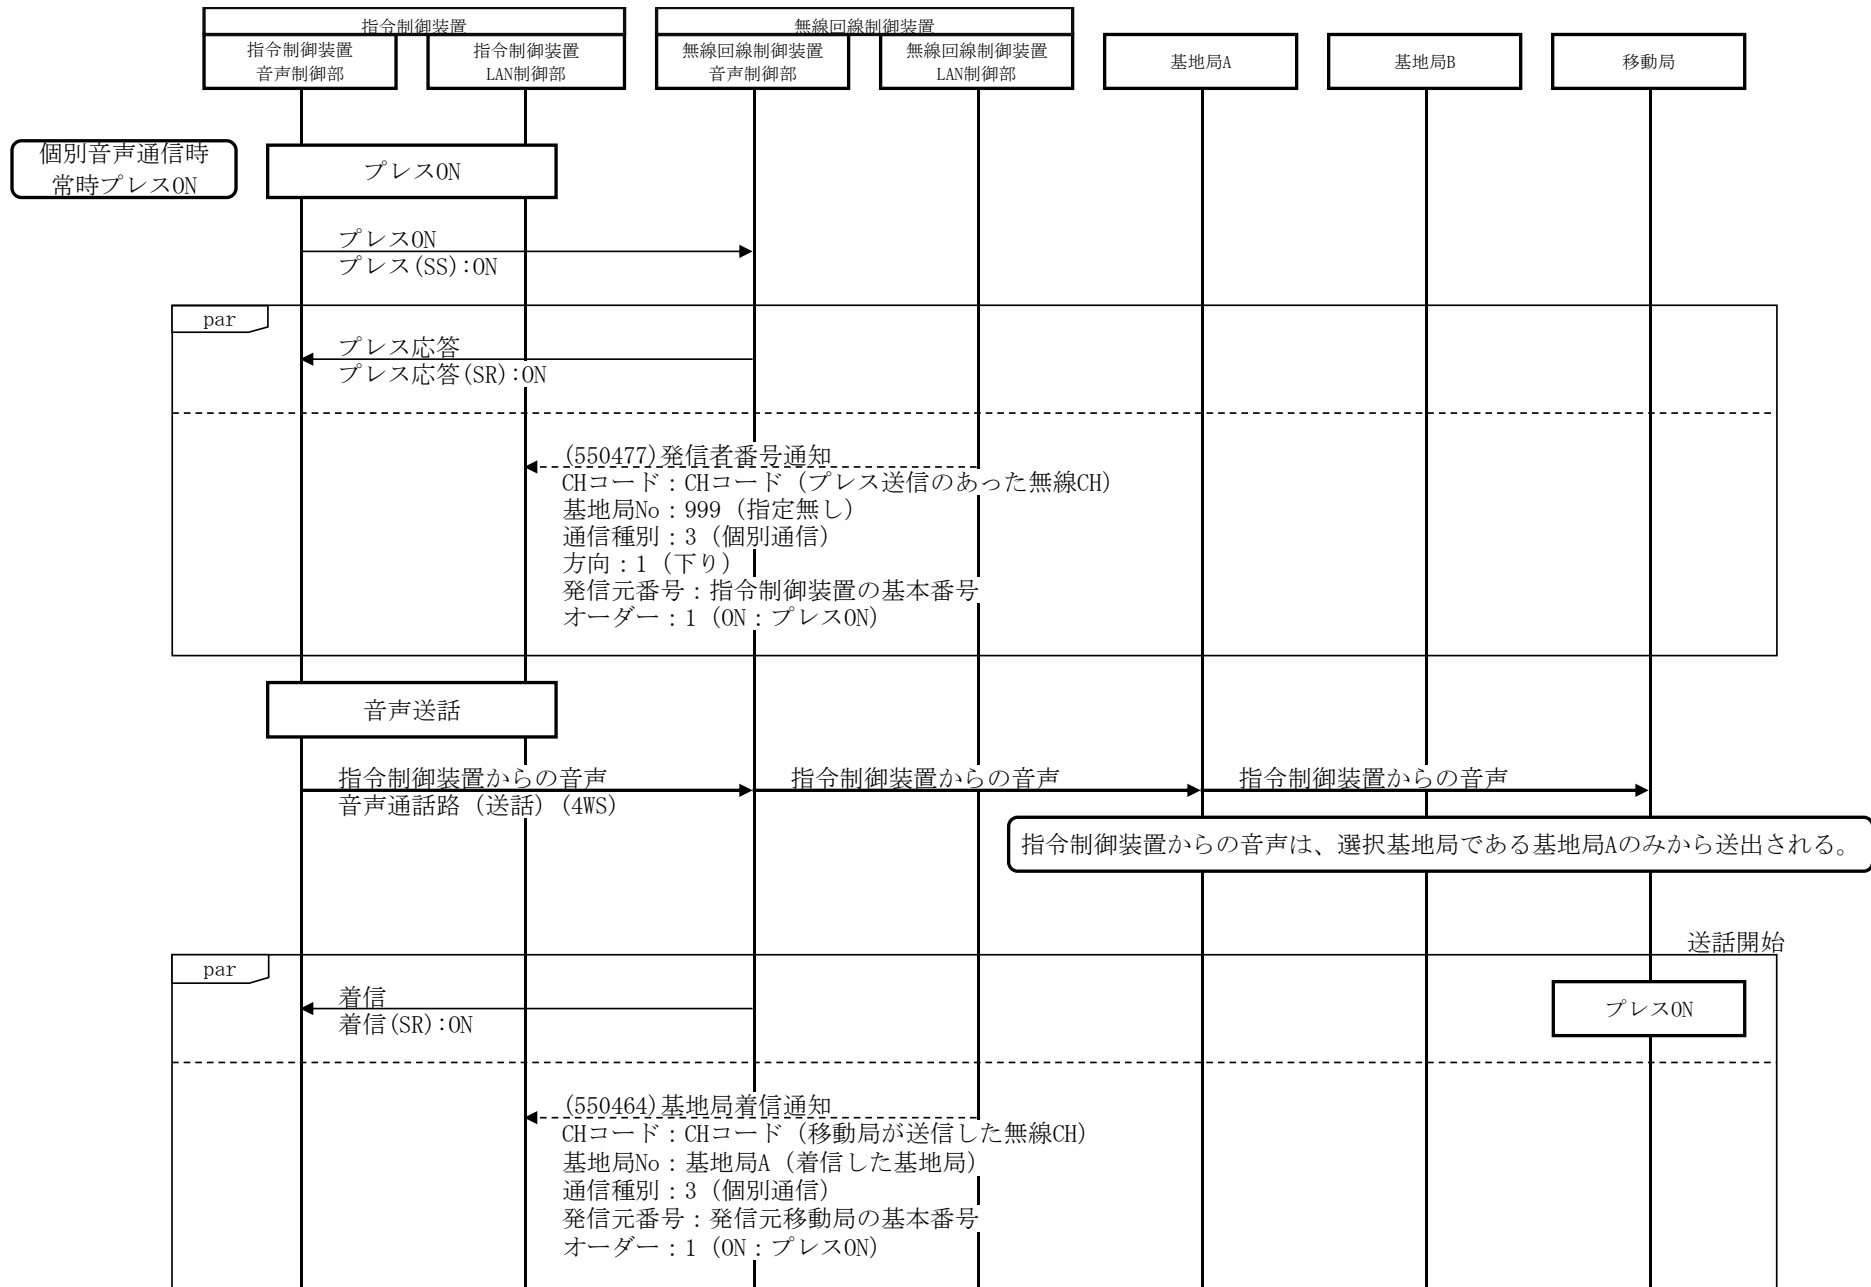 指令制御装置
無線回線制御装置
指令制御装置
音声制御部
指令制御装置
LAN制御部
無線回線制御装置
音声制御部
無線回線制御装置
LAN制御部
基地局A
基地局B
移動局
個別音声通信時
常時プレスON
プレスON
プレスON
プレス(SS):ON
par
プレス応答
プレス応答(SR):ON
(550477)発信者番号通知
CHコード：CHコード（プレス送信のあった無線CH）
基地局No：999（指定無し）
通信種別：3（個別通信）
方向：1（下り）
発信元番号：指令制御装置の基本番号
オーダー：1（ON：プレスON）
音声送話
指令制御装置からの音声
音声通話路（送話）(4WS)
指令制御装置からの音声
指令制御装置からの音声
指令制御装置からの音声は、選択基地局である基地局Aのみから送出される。
送話開始
par
プレスON
着信
着信(SR):ON
(550464)基地局着信通知
CHコード：CHコード（移動局が送信した無線CH）
基地局No：基地局A（着信した基地局）
通信種別：3（個別通信）
発信元番号：発信元移動局の基本番号
オーダー：1（ON：プレスON）